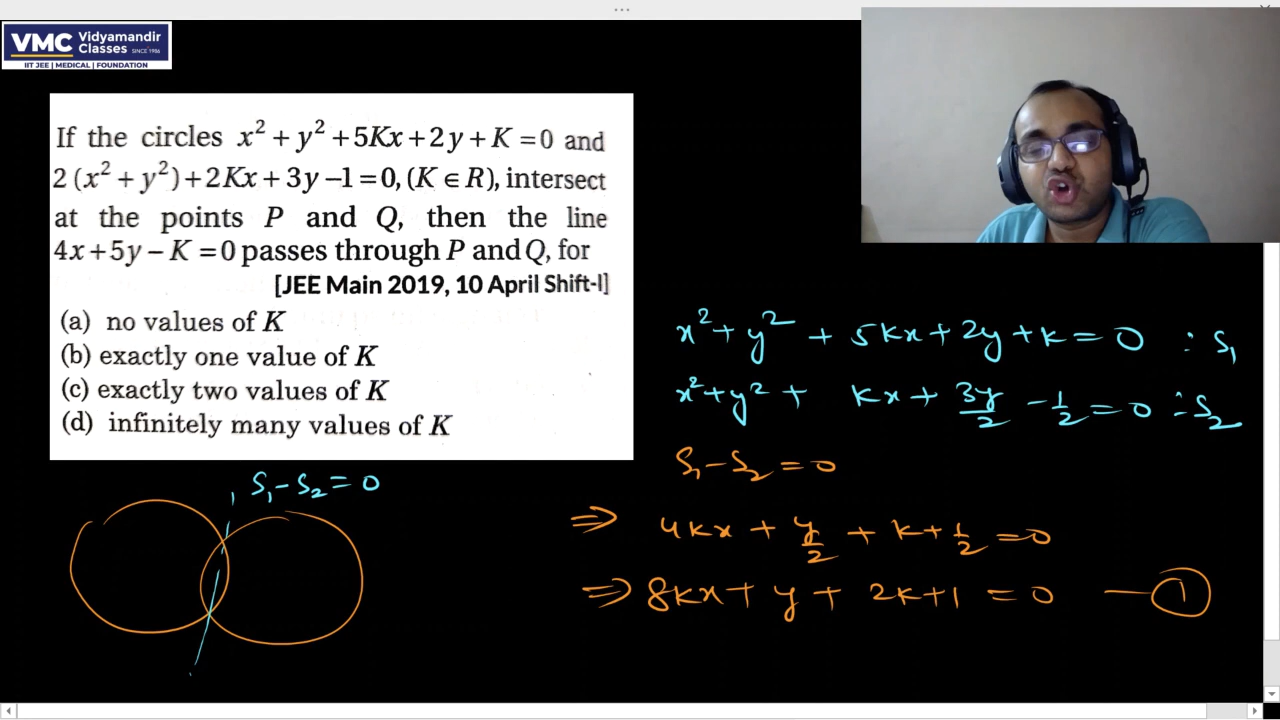 VMC Vidyamandir
Classes SINCE 1986
IIT JEE | MEDICAL | FOUNDATION
If the circles x² + y² + 5Kx + 2y + K = 0 and
2 (x² + y²) + 2Kx + 3y – 1 = 0, (K ∈ R), intersect
at the points P and Q, then the line
4x + 5y – K = 0 passes through P and Q, for
[JEE Main 2019, 10 April Shift-I]
(a) no values of K
(b) exactly one value of K
(c) exactly two values of K
(d) infinitely many values of K
x² + y² + 5kx + 2y + k = 0 : S₁
x² + y² + kx + 3y/2 - 1/2 = 0 : S₂
S₁ - S₂ = 0
S₁ - S₂ = 0
⇒ 4kx + y/2 + k + 1/2 = 0
⇒ 8kx + y + 2k + 1 = 0 — ①